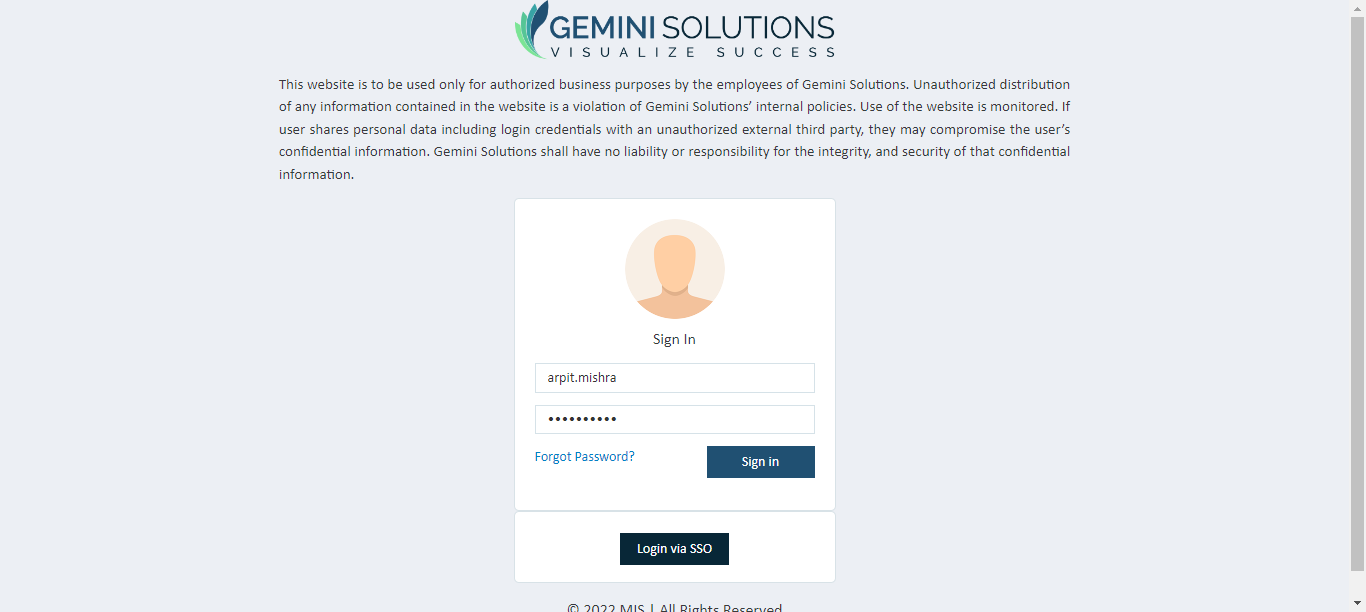 GEMINI SOLUTIONS
VISUALIZE SUCCESS
This website is to be used only for authorized business purposes by the employees of Gemini Solutions. Unauthorized distribution
of any information contained in the website is a violation of Gemini Solutions’ internal policies. Use of the website is monitored. If
user shares personal data including login credentials with an unauthorized external third party, they may compromise the user’s
confidential information. Gemini Solutions shall have no liability or responsibility for the integrity, and security of that confidential
information.
Sign In
arpit.mishra
••••••••••
Forgot Password?
Sign in
Login via SSO
© 2022 MIS | All Rights Reserved